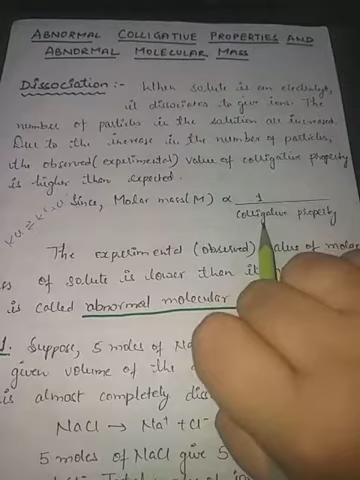 ABNORMAL COLLIGATIVE PROPERTIES AND
ABNORMAL MOLECULAR MASS
Dissociation :- When solute is an electrolyte,
it dissociates to give ions. The
number of particles in the solution are increased.
Due to the increase in the number of particles,
the observed (experimental) value of colligative property
is higher than expected.
Since, Molar mass (M) ∝ 1
colligative property
The experimental (observed) value of molar
of solute is lower than it
is called abnormal molecular
1. Suppose, 5 moles of Na
given volume of the
is almost completely diss
NaCl → Na⁺ + Cl⁻
5 moles of NaCl give 5